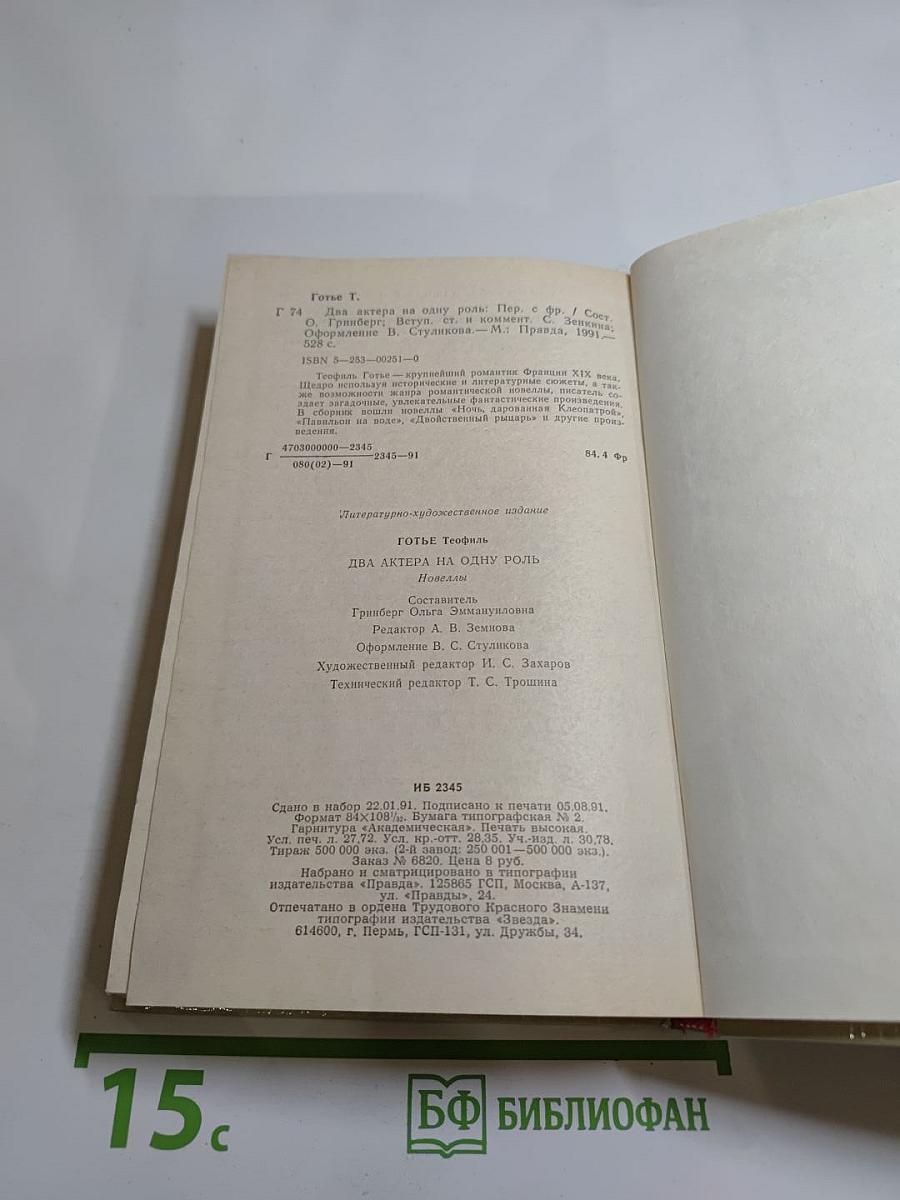 Готье Т.
Г 74 Два актера на одну роль: Пер. с фр. / Сост.
О. Гринберг; Вступ. ст. и коммент. С. Зенкина;
Оформление В. Стуликова.— М.: Правда, 1991.—
528 с.
ISBN 5—253—00251—0
Теофиль Готье — крупнейший романтик Франции XIX века.
Щедро используя исторические и литературные сюжеты, а так-
же возможности жанра романтической новеллы, писатель со-
здает загадочные, увлекательные фантастические произведения.
В сборник вошли новеллы «Ночь, дарованная Клеопатрой»,
«Павильон на воде», «Двойственный рыцарь» и другие произ-
ведения.
Г 4703000000—2345 / 080(02)—91 2345—91 84.4 Фр
Литературно-художественное издание
ГОТЬЕ Теофиль
ДВА АКТЕРА НА ОДНУ РОЛЬ
Новеллы
Составитель
Гринберг Ольга Эммануиловна
Редактор А. В. Земнова
Оформление В. С. Стуликова
Художественный редактор И. С. Захаров
Технический редактор Т. С. Трошина
ИБ 2345
Сдано в набор 22.01.91. Подписано к печати 05.08.91.
Формат 84×108¹/₃₂. Бумага типографская № 2.
Гарнитура «Академическая». Печать высокая.
Усл. печ. л. 27,72. Усл. кр.-отт. 28,35. Уч.-изд. л. 30,78.
Тираж 500 000 экз. (2-й завод: 250 001—500 000 экз.).
Заказ № 6820. Цена 8 руб.
Набрано и сматрицировано в типографии
издательства «Правда». 125865 ГСП, Москва, А-137,
ул. «Правды», 24.
Отпечатано в ордена Трудового Красного Знамени
типографии издательства «Звезда».
614600, г. Пермь, ГСП-131, ул. Дружбы, 34.
15 с
БФ БИБЛИОФАН